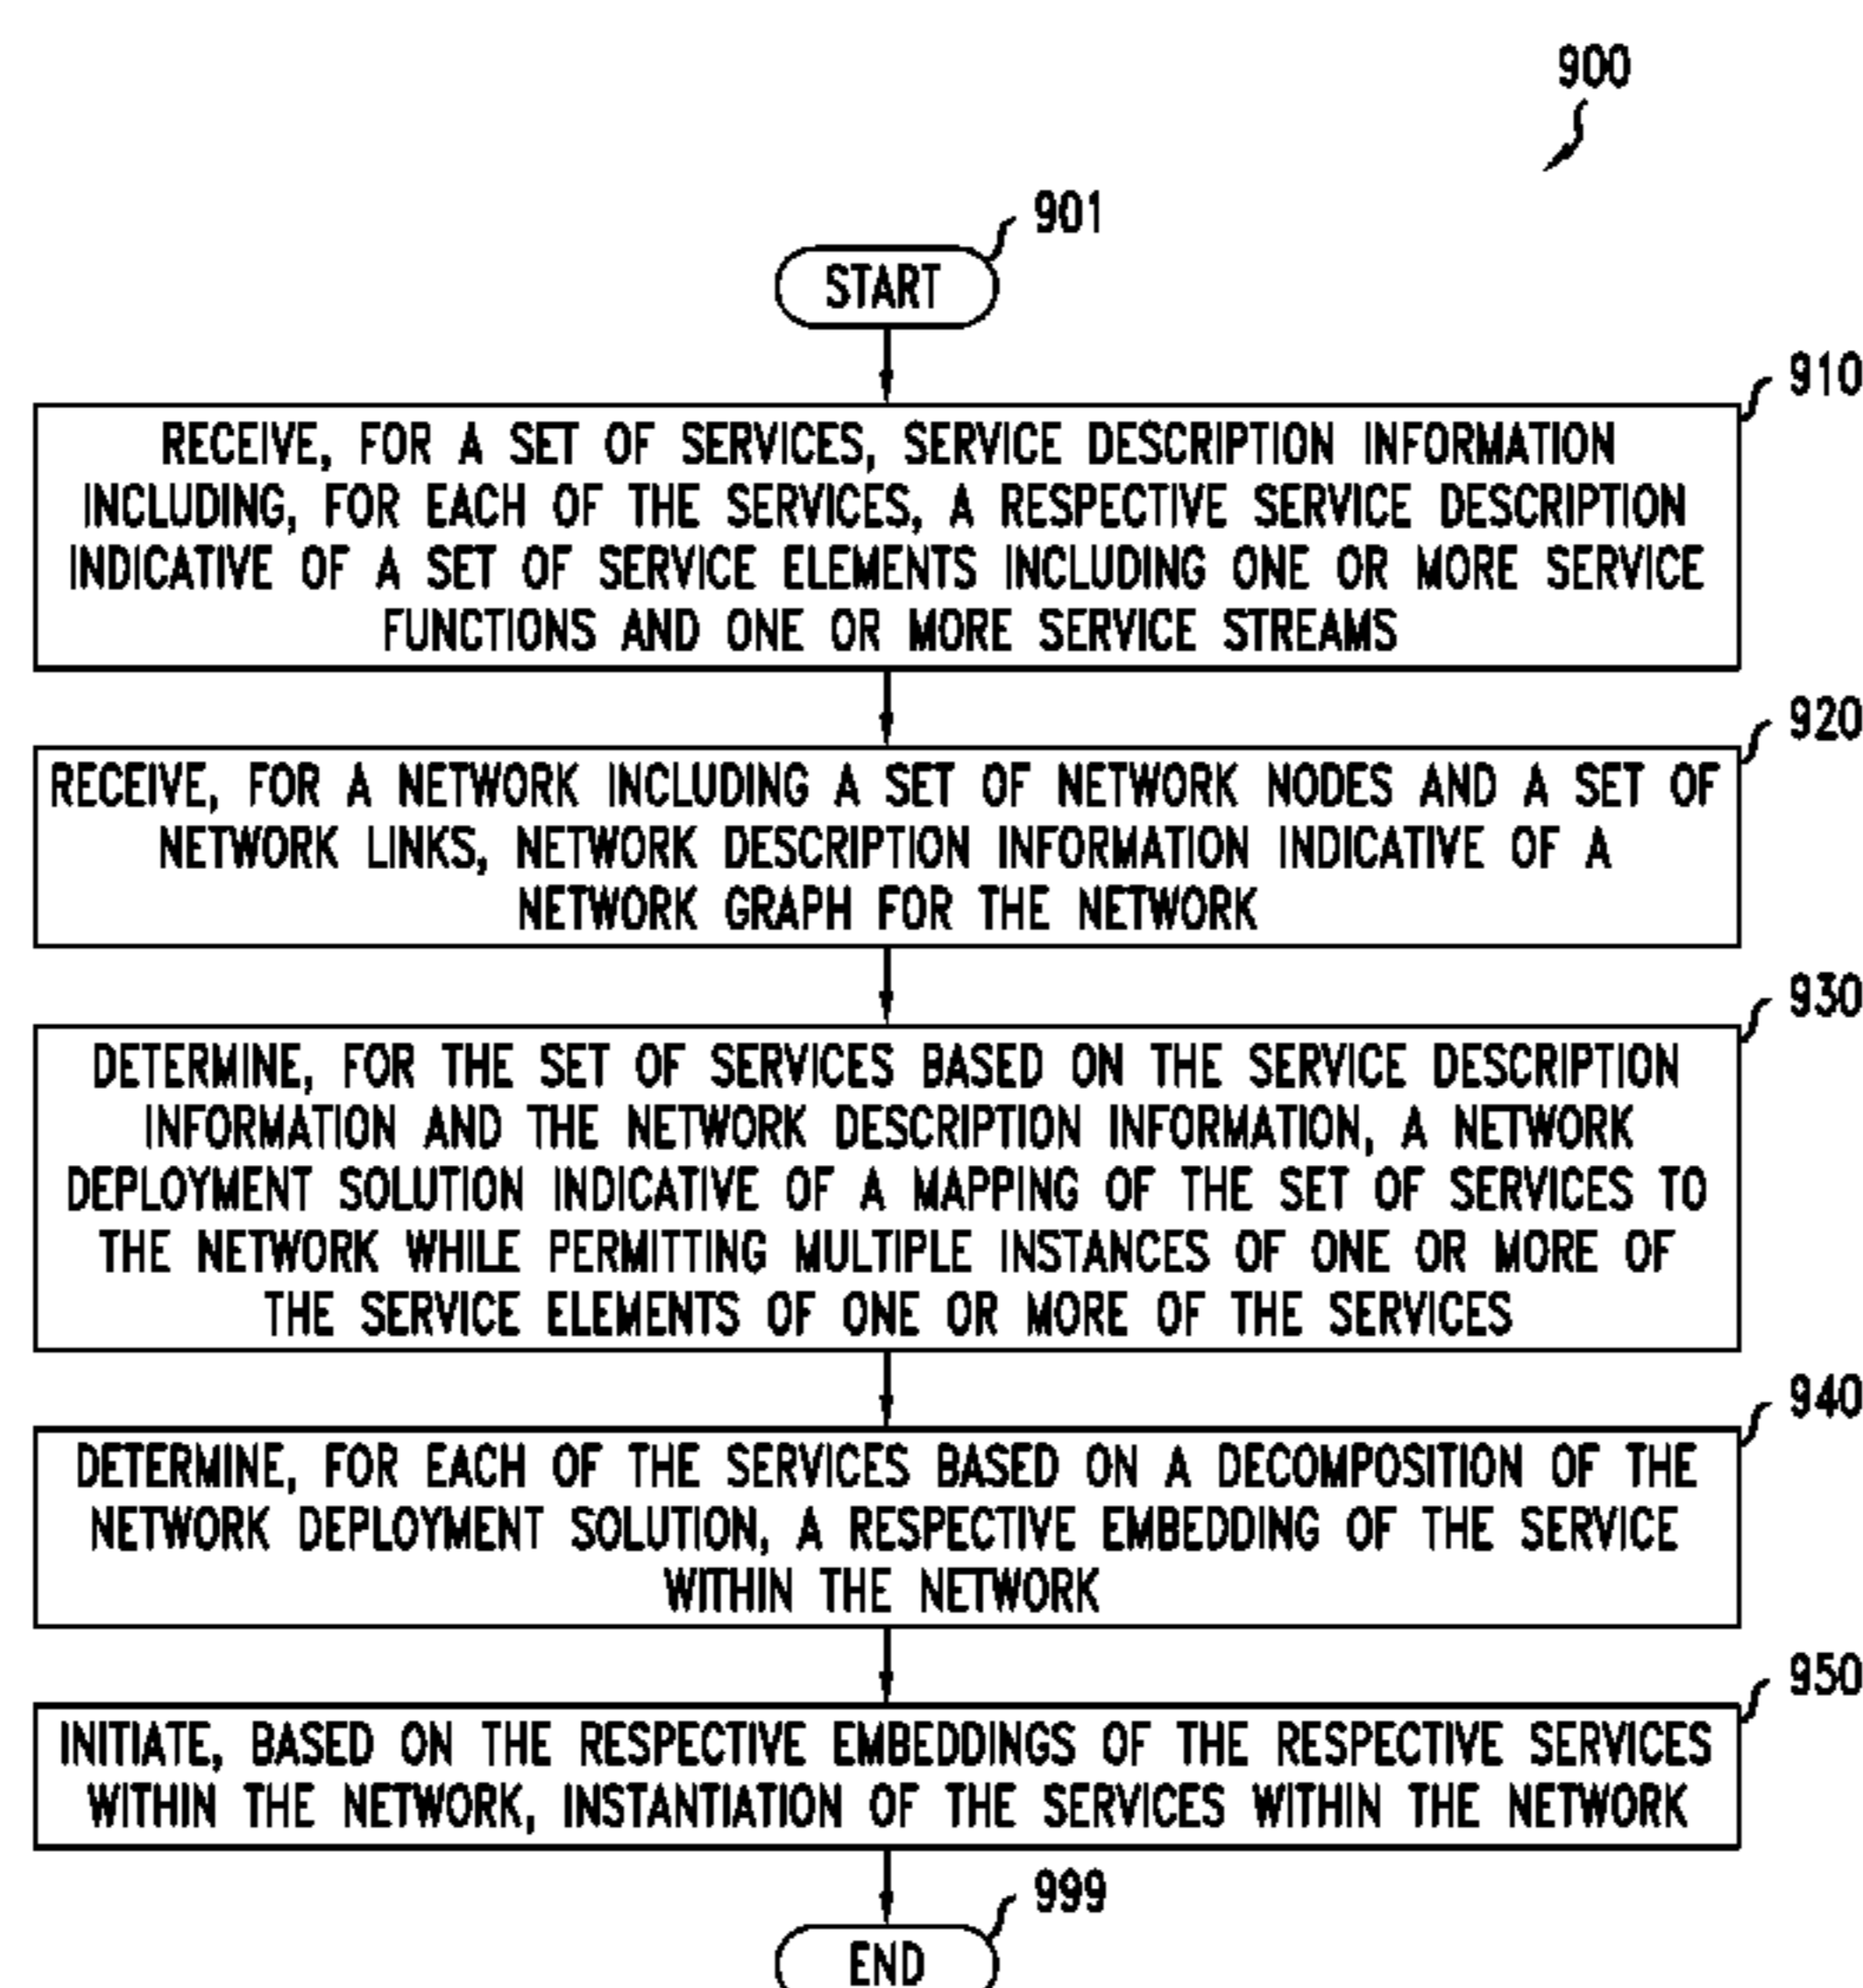 900
901
START
910
RECEIVE, FOR A SET OF SERVICES, SERVICE DESCRIPTION INFORMATION
INCLUDING, FOR EACH OF THE SERVICES, A RESPECTIVE SERVICE DESCRIPTION
INDICATIVE OF A SET OF SERVICE ELEMENTS INCLUDING ONE OR MORE SERVICE
FUNCTIONS AND ONE OR MORE SERVICE STREAMS
920
RECEIVE, FOR A NETWORK INCLUDING A SET OF NETWORK NODES AND A SET OF
NETWORK LINKS, NETWORK DESCRIPTION INFORMATION INDICATIVE OF A
NETWORK GRAPH FOR THE NETWORK
930
DETERMINE, FOR THE SET OF SERVICES BASED ON THE SERVICE DESCRIPTION
INFORMATION AND THE NETWORK DESCRIPTION INFORMATION, A NETWORK
DEPLOYMENT SOLUTION INDICATIVE OF A MAPPING OF THE SET OF SERVICES TO
THE NETWORK WHILE PERMITTING MULTIPLE INSTANCES OF ONE OR MORE OF
THE SERVICE ELEMENTS OF ONE OR MORE OF THE SERVICES
940
DETERMINE, FOR EACH OF THE SERVICES BASED ON A DECOMPOSITION OF THE
NETWORK DEPLOYMENT SOLUTION, A RESPECTIVE EMBEDDING OF THE SERVICE
WITHIN THE NETWORK
950
INITIATE, BASED ON THE RESPECTIVE EMBEDDINGS OF THE RESPECTIVE SERVICES
WITHIN THE NETWORK, INSTANTIATION OF THE SERVICES WITHIN THE NETWORK
999
END